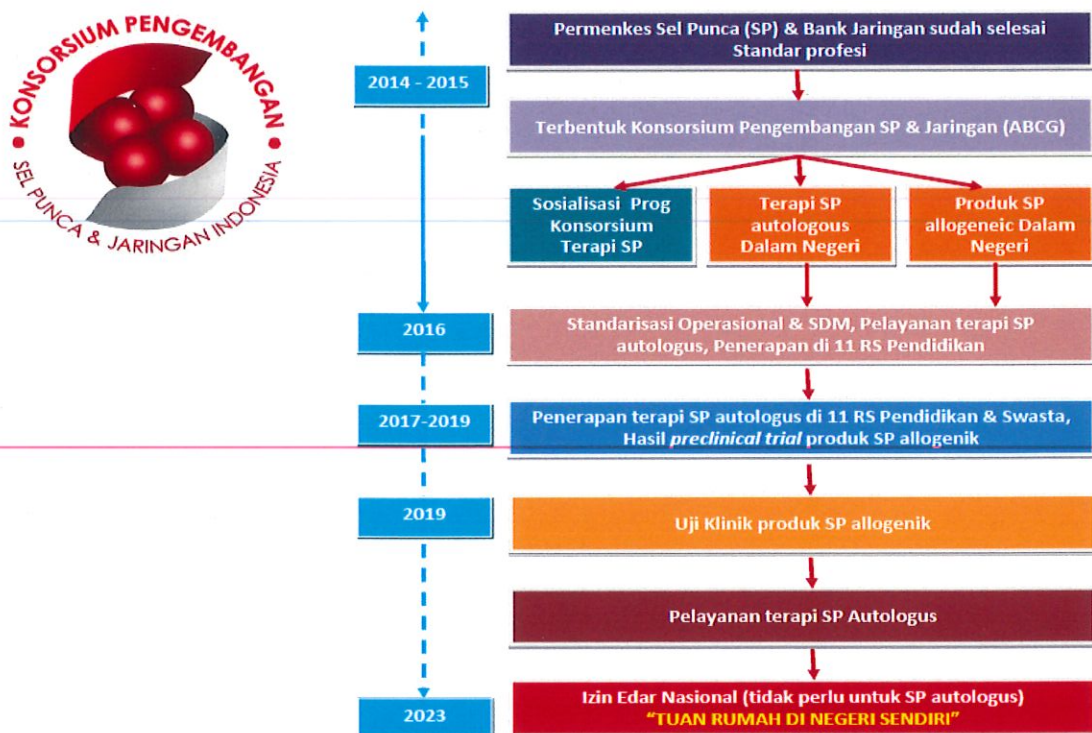 KONSORSIUM PENGEMBANGAN
SEL PUNCA & JARINGAN INDONESIA
Permenkes Sel Punca (SP) & Bank Jaringan sudah selesai
Standar profesi
2014 - 2015
Terbentuk Konsorsium Pengembangan SP & Jaringan (ABCG)
Sosialisasi Prog
Konsorsium
Terapi SP
Terapi SP
autologous
Dalam Negeri
Produk SP
allogeneic Dalam
Negeri
2016
Standarisasi Operasional & SDM, Pelayanan terapi SP
autologus, Penerapan di 11 RS Pendidikan
2017-2019
Penerapan terapi SP autologus di 11 RS Pendidikan & Swasta,
Hasil preclinical trial produk SP allogenik
2019
Uji Klinik produk SP allogenik
Pelayanan terapi SP Autologus
2023
Izin Edar Nasional (tidak perlu untuk SP autologus)
“TUAN RUMAH DI NEGERI SENDIRI”